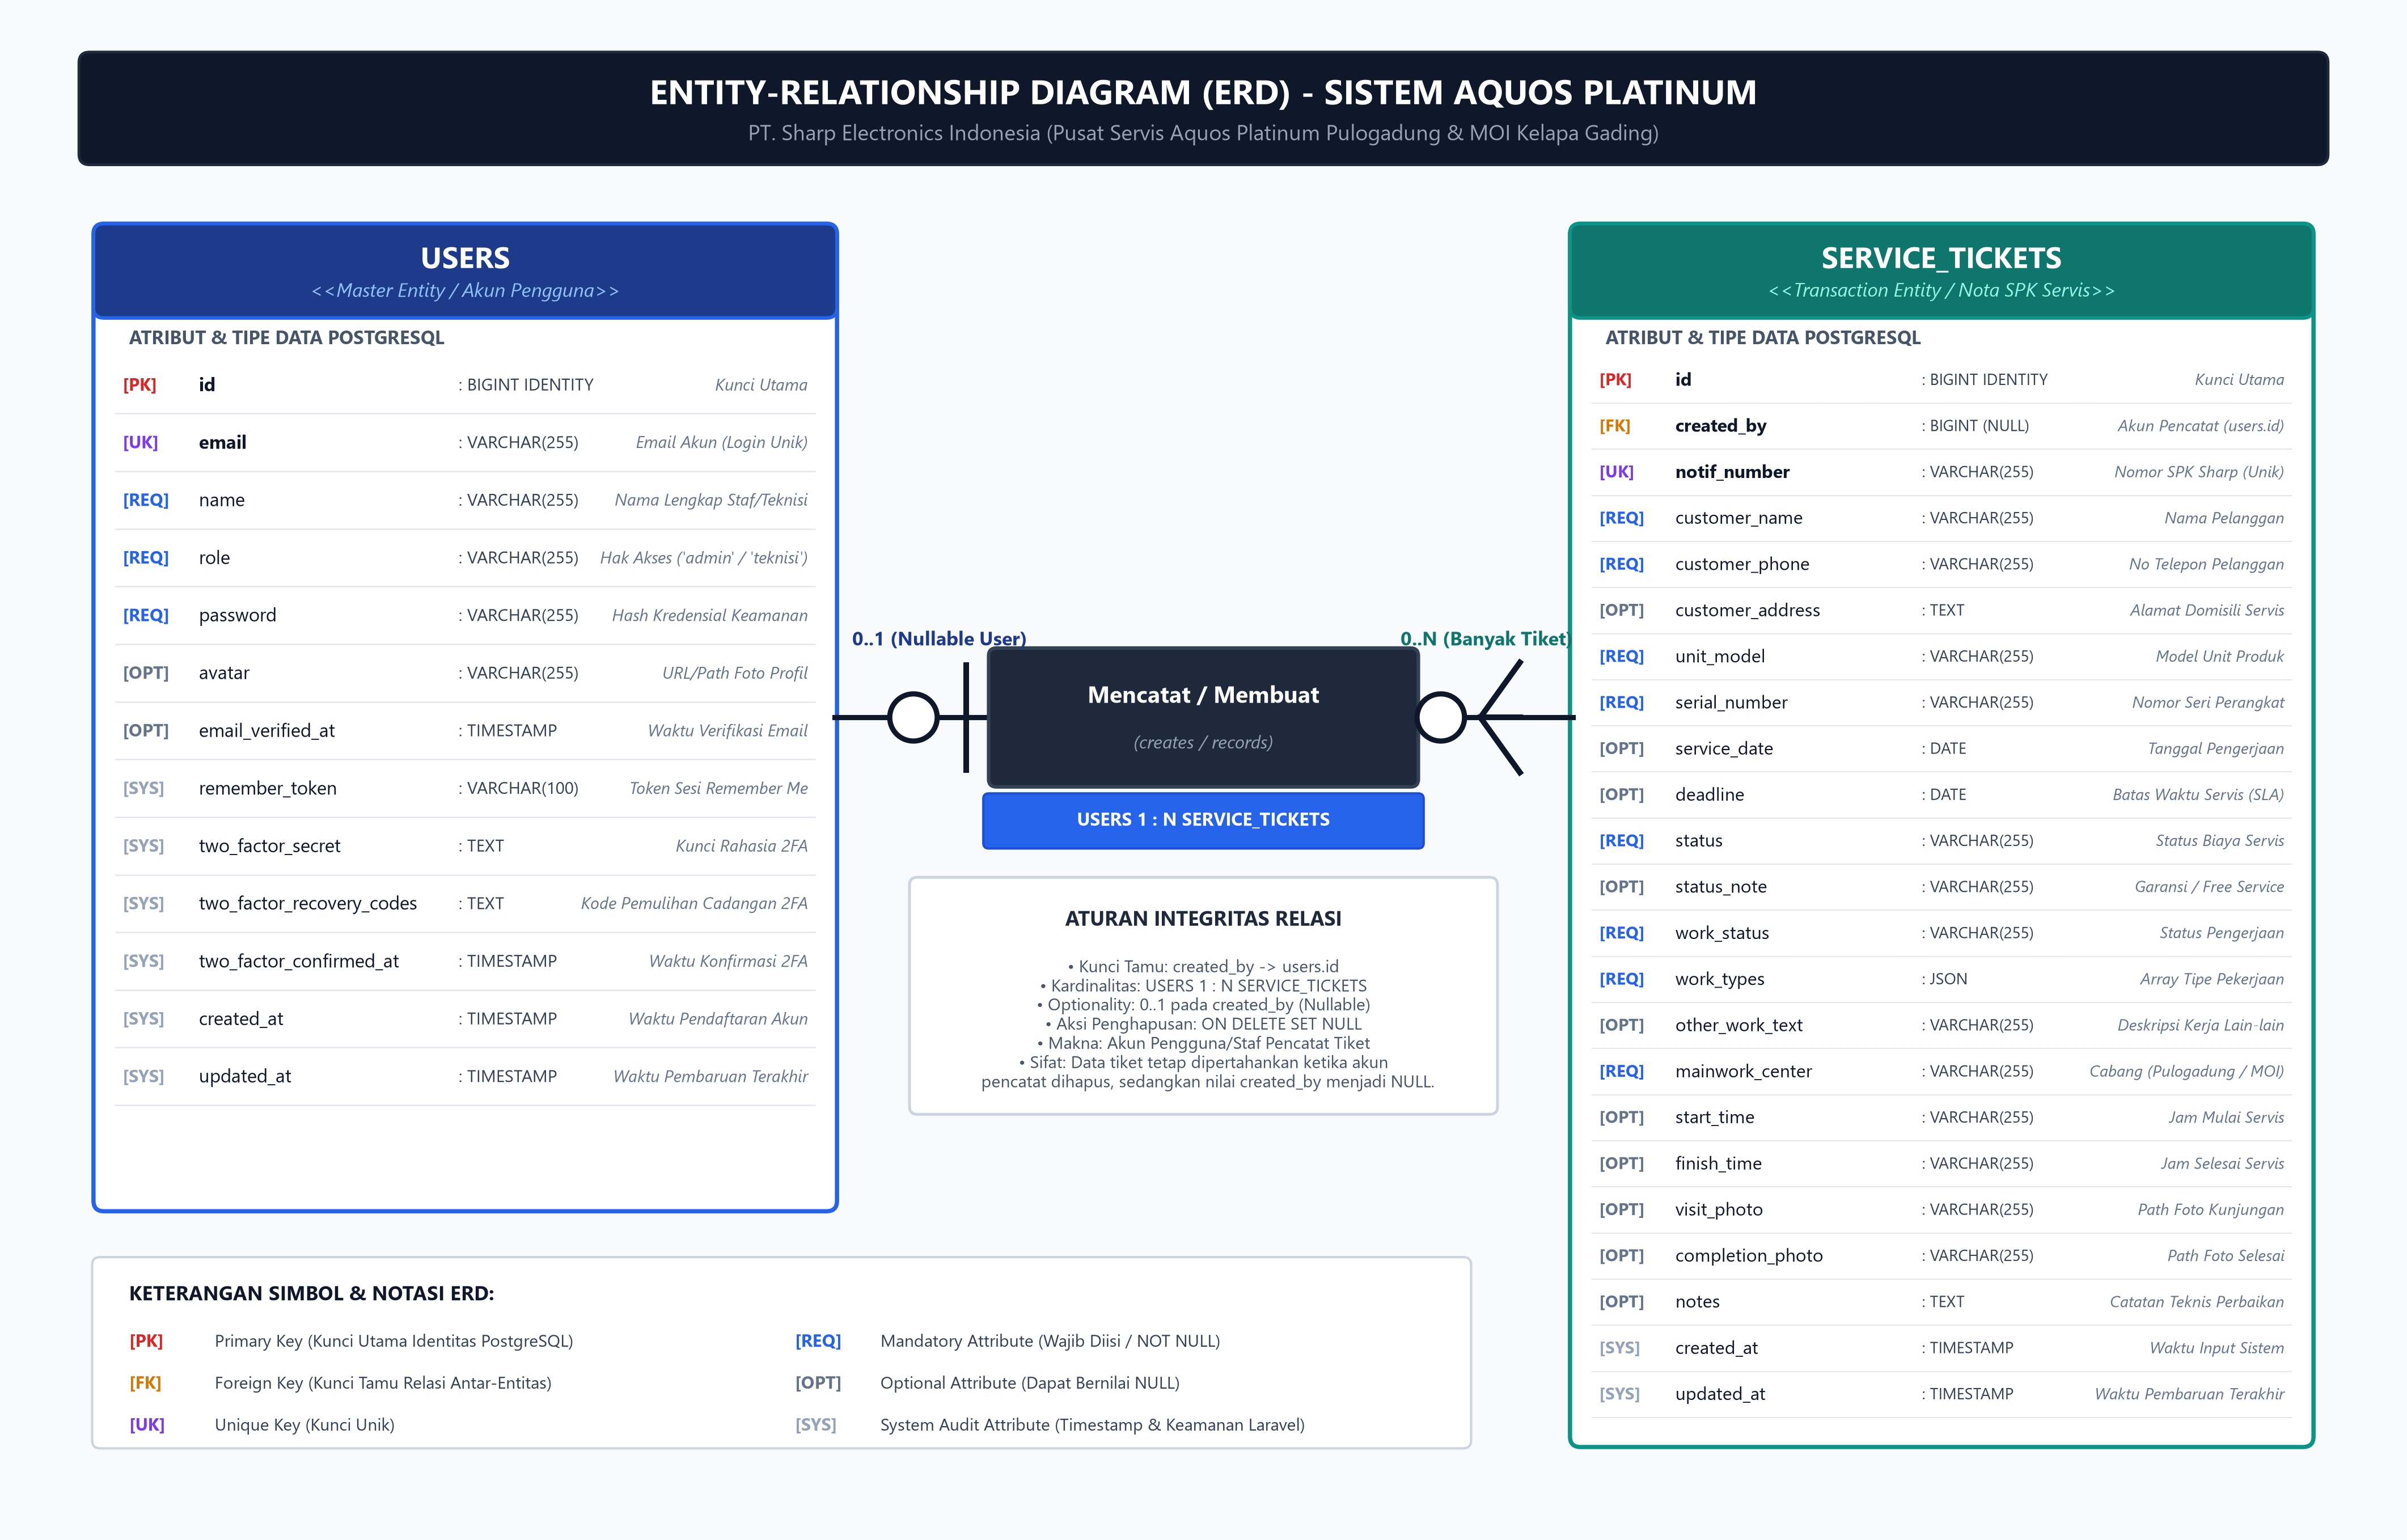 ENTITY-RELATIONSHIP DIAGRAM (ERD) - SISTEM AQUOS PLATINUM
PT. Sharp Electronics Indonesia (Pusat Servis Aquos Platinum Pulogadung & MOI Kelapa Gading)
USERS
<<Master Entity / Akun Pengguna>>
ATRIBUT & TIPE DATA POSTGRESQL
[PK] id : BIGINT IDENTITY Kunci Utama
[UK] email : VARCHAR(255) Email Akun (Login Unik)
[REQ] name : VARCHAR(255) Nama Lengkap Staf/Teknisi
[REQ] role : VARCHAR(255) Hak Akses ('admin' / 'teknisi')
[REQ] password : VARCHAR(255) Hash Kredensial Keamanan
[OPT] avatar : VARCHAR(255) URL/Path Foto Profil
[OPT] email_verified_at : TIMESTAMP Waktu Verifikasi Email
[SYS] remember_token : VARCHAR(100) Token Sesi Remember Me
[SYS] two_factor_secret : TEXT Kunci Rahasia 2FA
[SYS] two_factor_recovery_codes : TEXT Kode Pemulihan Cadangan 2FA
[SYS] two_factor_confirmed_at : TIMESTAMP Waktu Konfirmasi 2FA
[SYS] created_at : TIMESTAMP Waktu Pendaftaran Akun
[SYS] updated_at : TIMESTAMP Waktu Pembaruan Terakhir
0..1 (Nullable User)
0..N (Banyak Tiket)
Mencatat / Membuat
(creates / records)
USERS 1 : N SERVICE_TICKETS
ATURAN INTEGRITAS RELASI
• Kunci Tamu: created_by -> users.id
• Kardinalitas: USERS 1 : N SERVICE_TICKETS
• Optionality: 0..1 pada created_by (Nullable)
• Aksi Penghapusan: ON DELETE SET NULL
• Makna: Akun Pengguna/Staf Pencatat Tiket
• Sifat: Data tiket tetap dipertahankan ketika akun
pencatat dihapus, sedangkan nilai created_by menjadi NULL.
SERVICE_TICKETS
<<Transaction Entity / Nota SPK Servis>>
ATRIBUT & TIPE DATA POSTGRESQL
[PK] id : BIGINT IDENTITY Kunci Utama
[FK] created_by : BIGINT (NULL) Akun Pencatat (users.id)
[UK] notif_number : VARCHAR(255) Nomor SPK Sharp (Unik)
[REQ] customer_name : VARCHAR(255) Nama Pelanggan
[REQ] customer_phone : VARCHAR(255) No Telepon Pelanggan
[OPT] customer_address : TEXT Alamat Domisili Servis
[REQ] unit_model : VARCHAR(255) Model Unit Produk
[REQ] serial_number : VARCHAR(255) Nomor Seri Perangkat
[OPT] service_date : DATE Tanggal Pengerjaan
[OPT] deadline : DATE Batas Waktu Servis (SLA)
[REQ] status : VARCHAR(255) Status Biaya Servis
[OPT] status_note : VARCHAR(255) Garansi / Free Service
[REQ] work_status : VARCHAR(255) Status Pengerjaan
[REQ] work_types : JSON Array Tipe Pekerjaan
[OPT] other_work_text : VARCHAR(255) Deskripsi Kerja Lain-lain
[REQ] mainwork_center : VARCHAR(255) Cabang (Pulogadung / MOI)
[OPT] start_time : VARCHAR(255) Jam Mulai Servis
[OPT] finish_time : VARCHAR(255) Jam Selesai Servis
[OPT] visit_photo : VARCHAR(255) Path Foto Kunjungan
[OPT] completion_photo : VARCHAR(255) Path Foto Selesai
[OPT] notes : TEXT Catatan Teknis Perbaikan
[SYS] created_at : TIMESTAMP Waktu Input Sistem
[SYS] updated_at : TIMESTAMP Waktu Pembaruan Terakhir
KETERANGAN SIMBOL & NOTASI ERD:
[PK] Primary Key (Kunci Utama Identitas PostgreSQL)
[FK] Foreign Key (Kunci Tamu Relasi Antar-Entitas)
[UK] Unique Key (Kunci Unik)
[REQ] Mandatory Attribute (Wajib Diisi / NOT NULL)
[OPT] Optional Attribute (Dapat Bernilai NULL)
[SYS] System Audit Attribute (Timestamp & Keamanan Laravel)